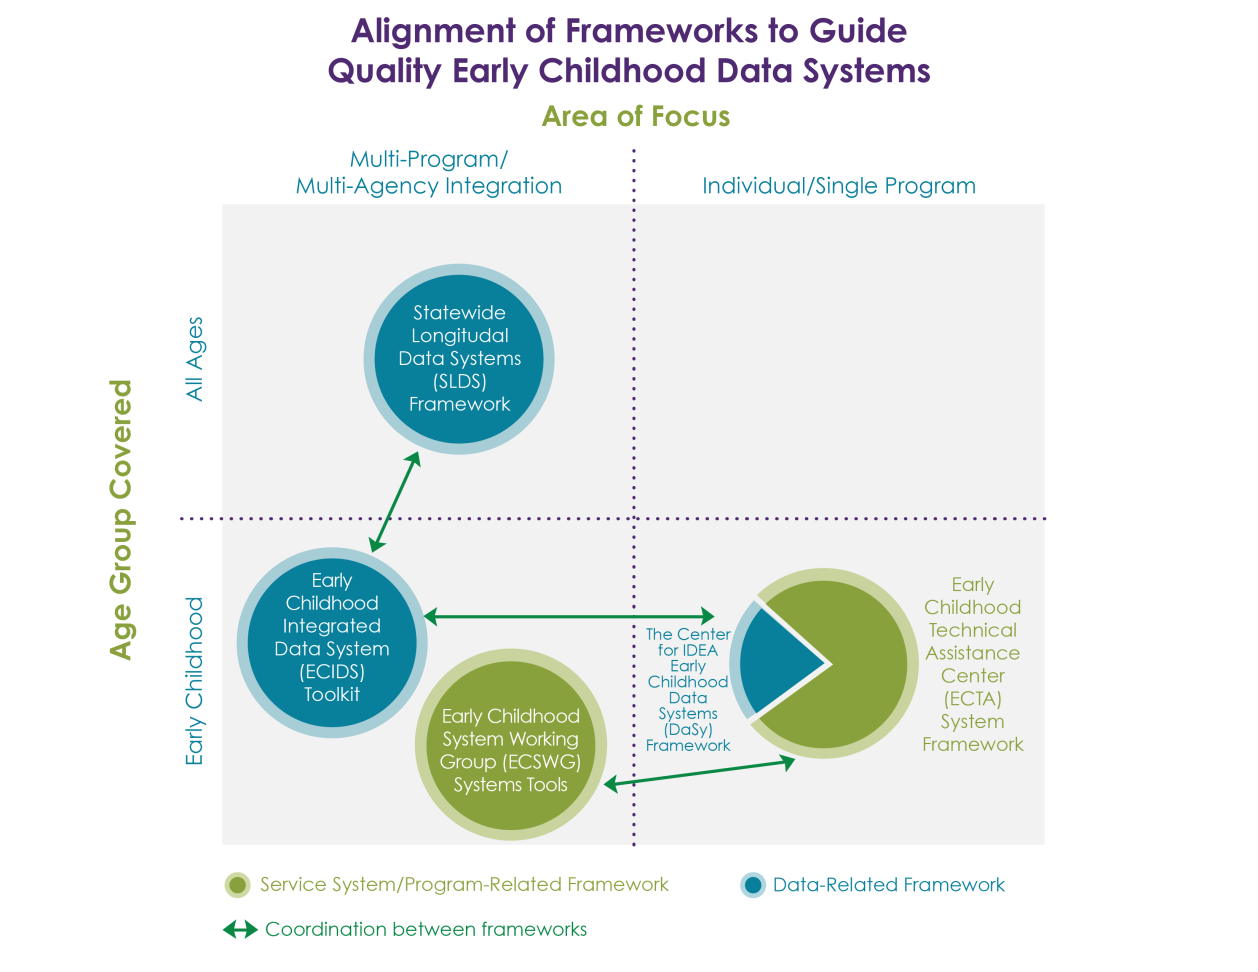 Alignment of Frameworks to Guide
Quality Early Childhood Data Systems
Area of Focus
Multi-Program/
Multi-Agency Integration
Individual/Single Program
Age Group Covered
All Ages
Statewide
Longitudal
Data Systems
(SLDS)
Framework
Early Childhood
Early
Childhood
Integrated
Data System
(ECIDS)
Toolkit
Early Childhood
System Working
Group (ECSWG)
Systems Tools
The Center
for IDEA
Early
Childhood
Data
Systems
(DaSy)
Framework
Early
Childhood
Technical
Assistance
Center
(ECTA)
System
Framework
Service System/Program-Related Framework
Data-Related Framework
Coordination between frameworks